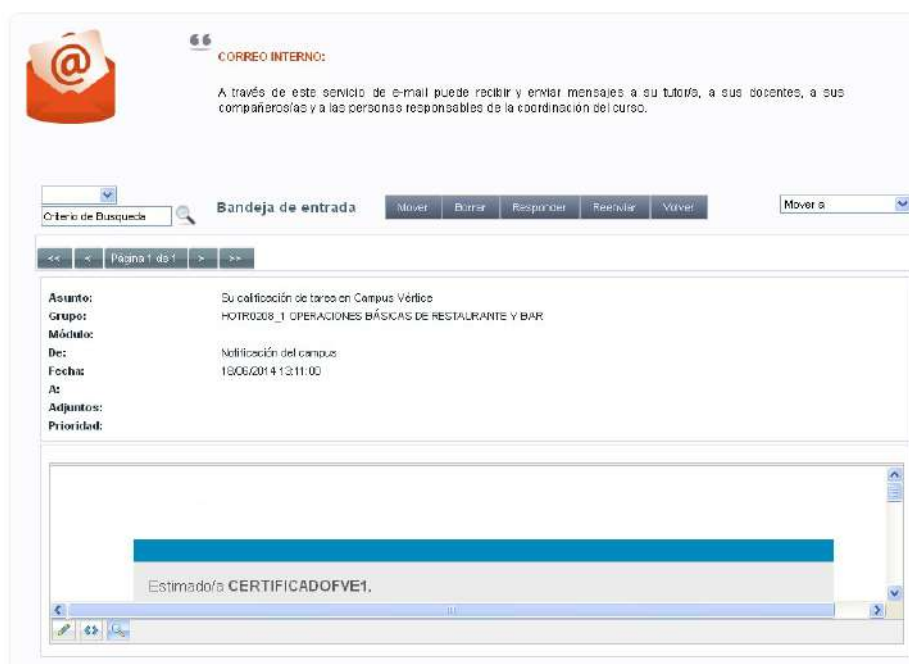 CORREO INTERNO:
A través de este servicio de e-mail puede recibir y enviar mensajes a su tutor/a, a sus docentes, a sus
compañeros/as y a las personas responsables de la coordinación del curso.
Criterio de Busqueda
Bandeja de entrada
Mover
Borrar
Responder
Reenviar
Volver
Mover a
<< < Página 1 de 1 > >>
Asunto: Su calificación de tarea en Campus Vértice
Grupo: HOTR0208_1 OPERACIONES BÁSICAS DE RESTAURANTE Y BAR
Módulo:
De: Notificación del campus
Fecha: 18/06/2014 13:11:00
A:
Adjuntos:
Prioridad:
Estimado/a CERTIFICADOFVE1,